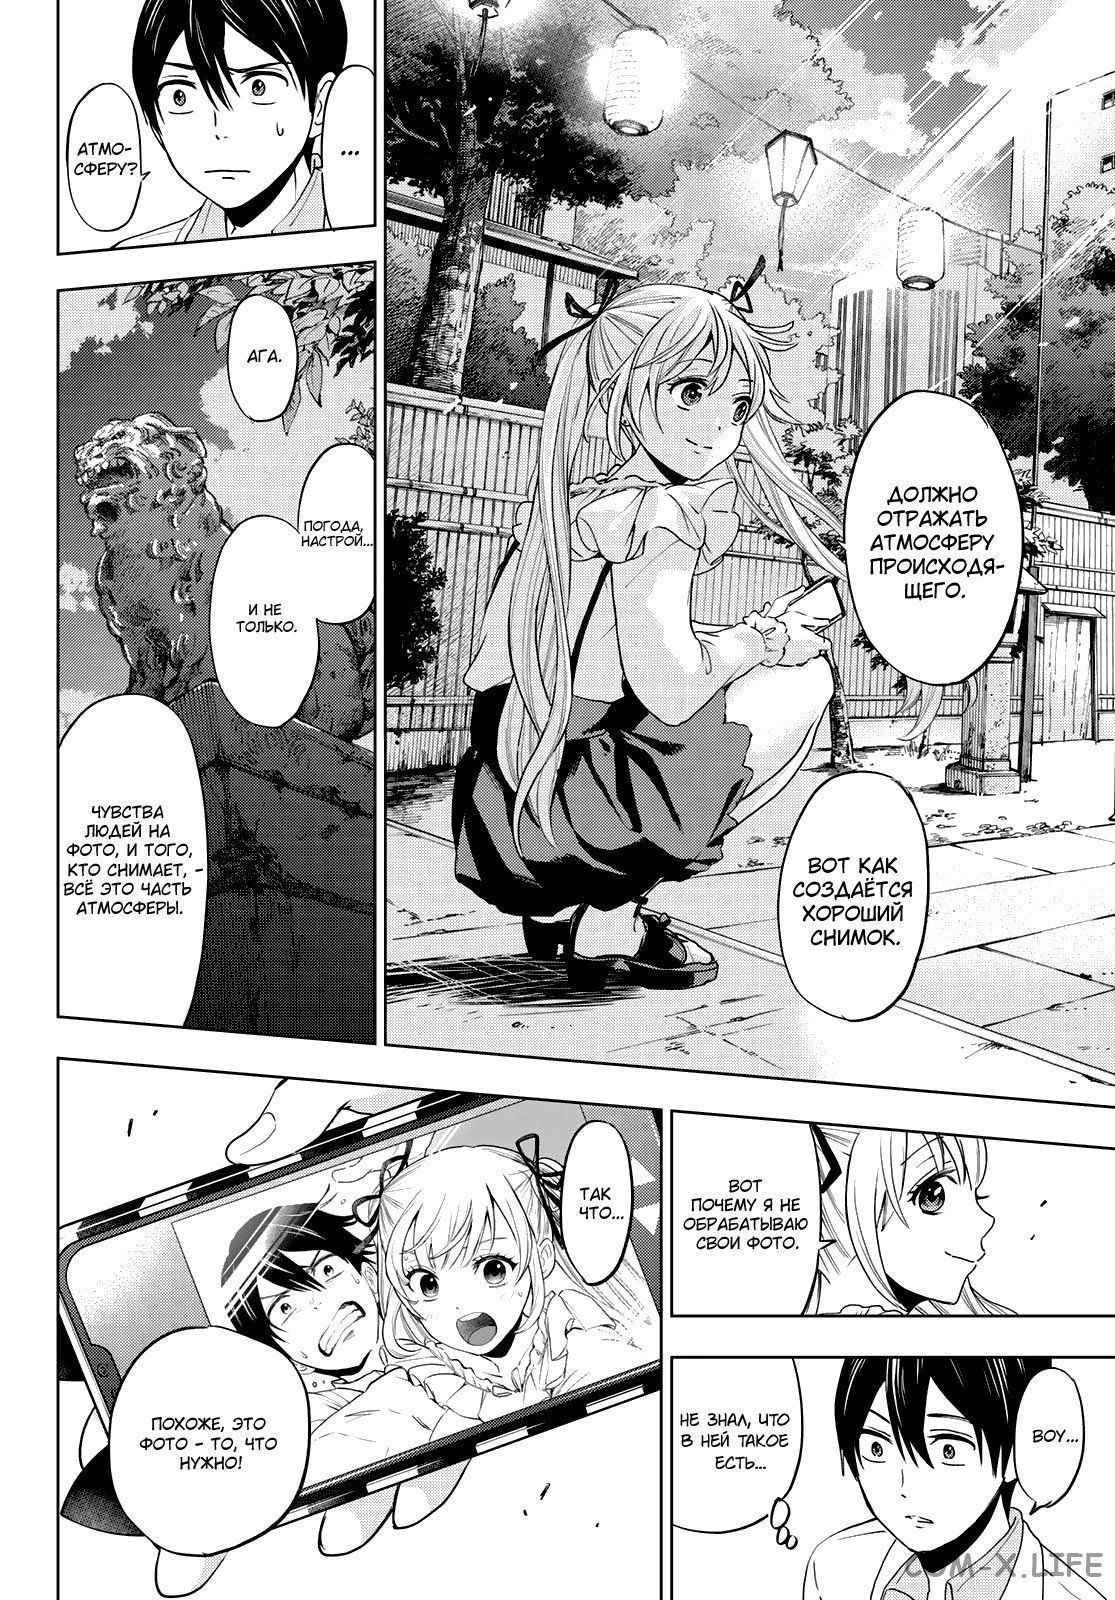 ДОЛЖНО
ОТРАЖАТЬ
АТМОСФЕРУ
ПРОИСХОДЯ-
ЩЕГО.
ВОТ КАК
СОЗДАЁТСЯ
ХОРОШИЙ
СНИМОК.
...
АТМО-
СФЕРУ?
АГА.
ПОГОДА,
НАСТРОЙ...
И НЕ
ТОЛЬКО.
ЧУВСТВА
ЛЮДЕЙ НА
ФОТО, И ТОГО,
КТО СНИМАЕТ, -
ВСЁ ЭТО ЧАСТЬ
АТМОСФЕРЫ.
ВОТ
ПОЧЕМУ Я НЕ
ОБРАБАТЫВАЮ
СВОИ ФОТО.
ВОУ...
НЕ ЗНАЛ, ЧТО
В НЕЙ ТАКОЕ
ЕСТЬ...
ТАК
ЧТО...
ПОХОЖЕ, ЭТО
ФОТО - ТО, ЧТО
НУЖНО!
COM-X.LIFE